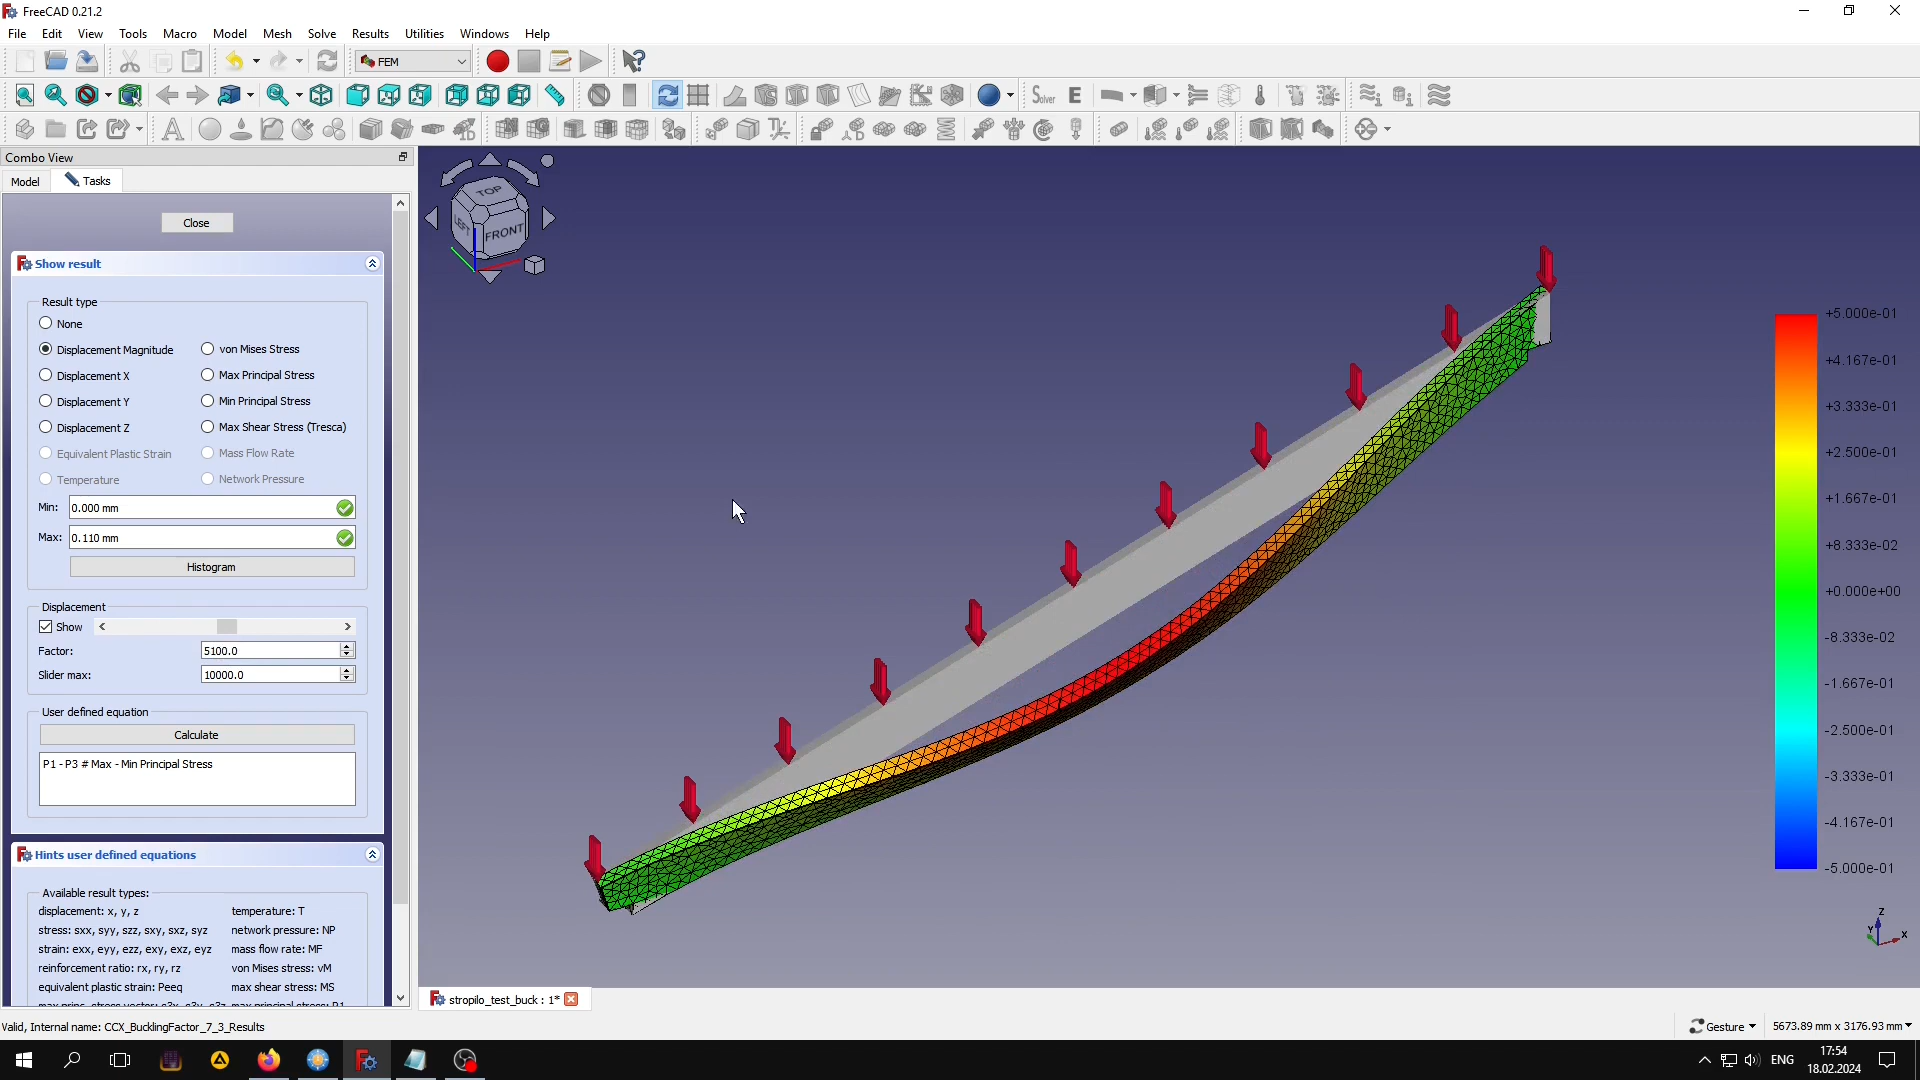 FreeCAD 0.21.2
File Edit View Tools Macro Model Mesh Solve Results Utilities Windows Help
FEM
Solver E
Combo View
Model Tasks
Close
Show result
Result type
None
Displacement Magnitude von Mises Stress
Displacement X Max Principal Stress
Displacement Y Min Principal Stress
Displacement Z Max Shear Stress (Tresca)
Equivalent Plastic Strain Mass Flow Rate
Temperature Network Pressure
Min: 0.000 mm
Max: 0.110 mm
Histogram
Displacement
Show
Factor: 5100.0
Slider max: 10000.0
User defined equation
Calculate
P1 - P3 # Max - Min Principal Stress
Hints user defined equations
Available result types:
displacement: x, y, z temperature: T
stress: sxx, syy, szz, sxy, sxz, syz network pressure: NP
strain: exx, eyy, ezz, exy, exz, eyz mass flow rate: MF
reinforcement ratio: rx, ry, rz von Mises stress: vM
equivalent plastic strain: Peeq max shear stress: MS
TOP
LEFT FRONT
+5.000e-01
+4.167e-01
+3.333e-01
+2.500e-01
+1.667e-01
+8.333e-02
+0.000e+00
-8.333e-02
-1.667e-01
-2.500e-01
-3.333e-01
-4.167e-01
-5.000e-01
Z
Y X
stropilo_test_buck : 1*
Valid, Internal name: CCX_BucklingFactor_7_3_Results
Gesture 5673.89 mm x 3176.93 mm
ENG 17:54
18.02.2024